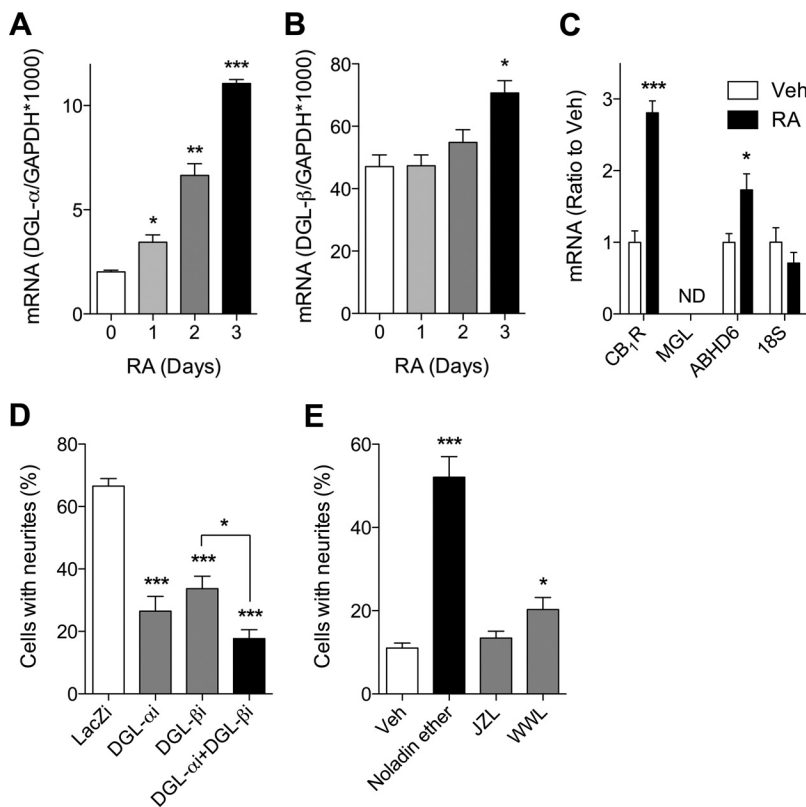 A
mRNA (DGL-α/GAPDH*1000)
10
5
0
*
**
***
0 1 2 3
RA (Days)
B
mRNA (DGL-β/GAPDH*1000)
80
60
40
20
0
*
0 1 2 3
RA (Days)
C
mRNA (Ratio to Veh)
3
2
1
0
***
ND
*
Veh
RA
CB₁R
MGL
ABHD6
18S
D
Cells with neurites (%)
80
60
40
20
0
***
***
*
***
LacZi
DGL-αi
DGL-βi
DGL-αi+DGL-βi
E
Cells with neurites (%)
60
40
20
0
***
*
Veh
Noladin ether
JZL
WWL